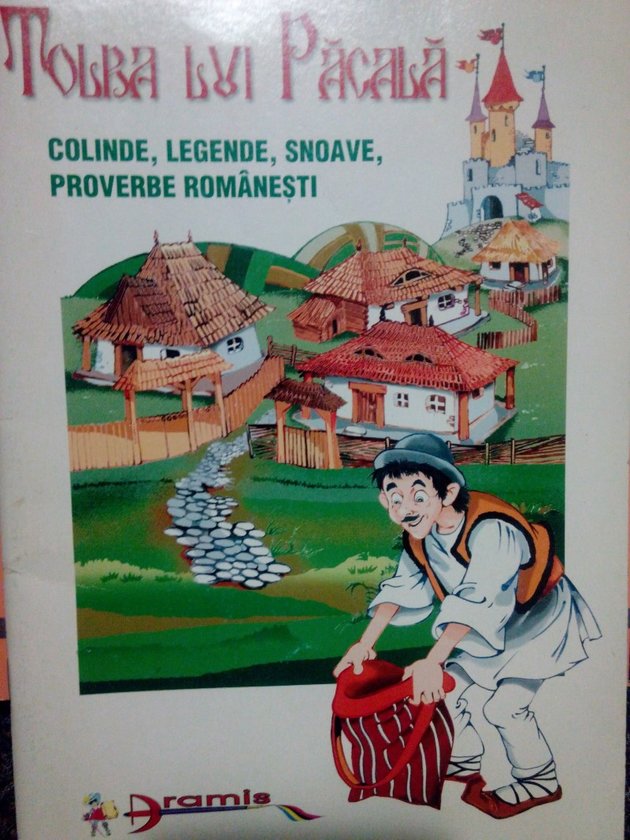 TOLBA LUI PĂCALĂ
COLINDE, LEGENDE, SNOAVE,
PROVERBE ROMÂNEȘTI
Aramis